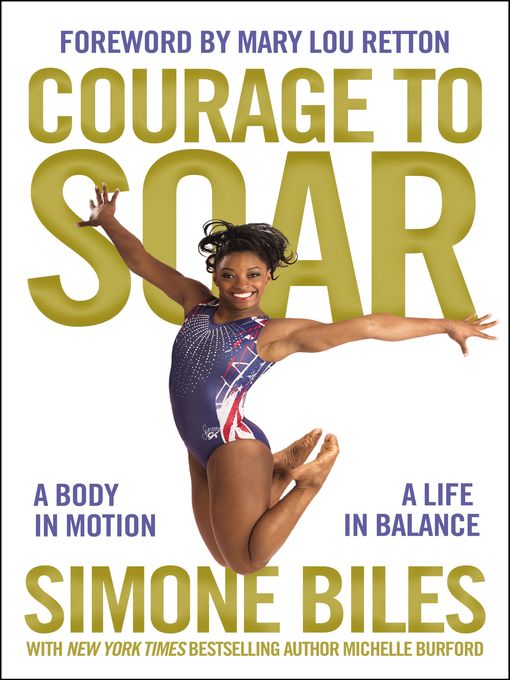 FOREWORD BY MARY LOU RETTON
COURAGE TO
SOAR
A BODY
IN MOTION
A LIFE
IN BALANCE
SIMONE BILES
WITH NEW YORK TIMES BESTSELLING AUTHOR MICHELLE BURFORD